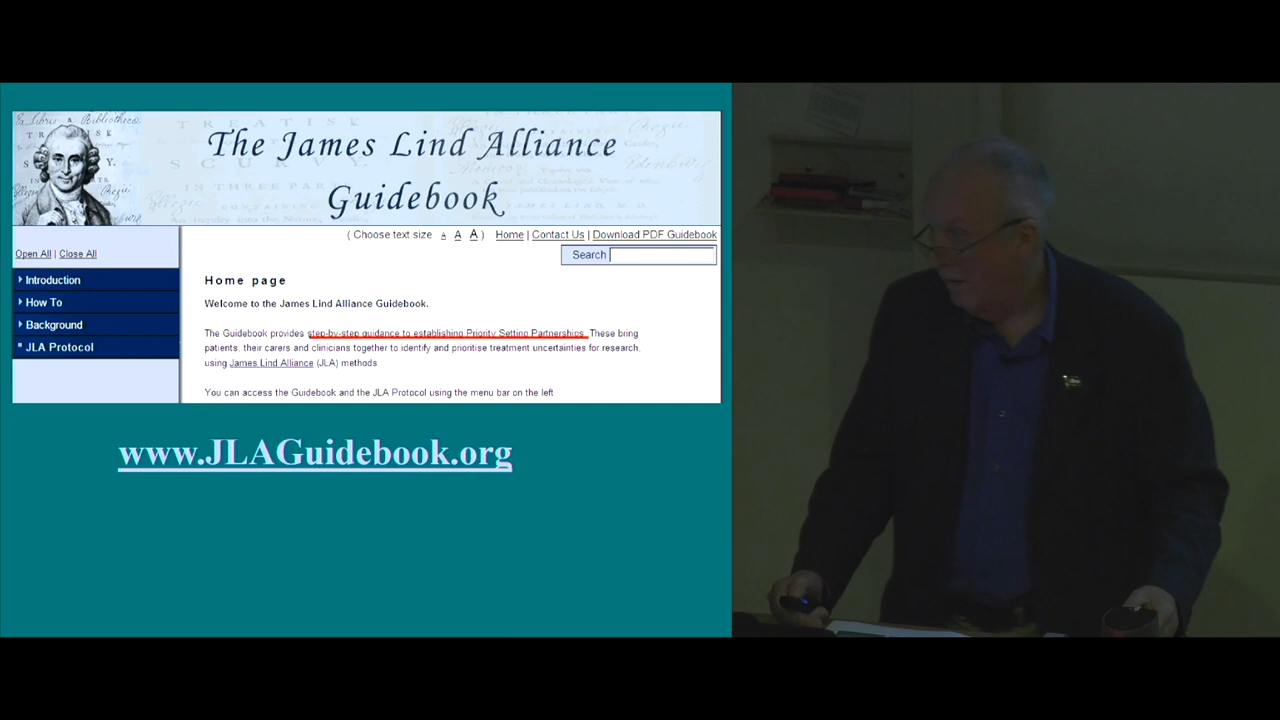 The James Lind Alliance
Guidebook
( Choose text size A A A ) Home | Contact Us | Download PDF Guidebook
Open All | Close All
Search
Introduction
How To
Background
JLA Protocol
Home page
Welcome to the James Lind Alliance Guidebook.
The Guidebook provides step-by-step guidance to establishing Priority Setting Partnerships. These bring
patients, their carers and clinicians together to identify and prioritise treatment uncertainties for research,
using James Lind Alliance (JLA) methods
You can access the Guidebook and the JLA Protocol using the menu bar on the left
www.JLAGuidebook.org